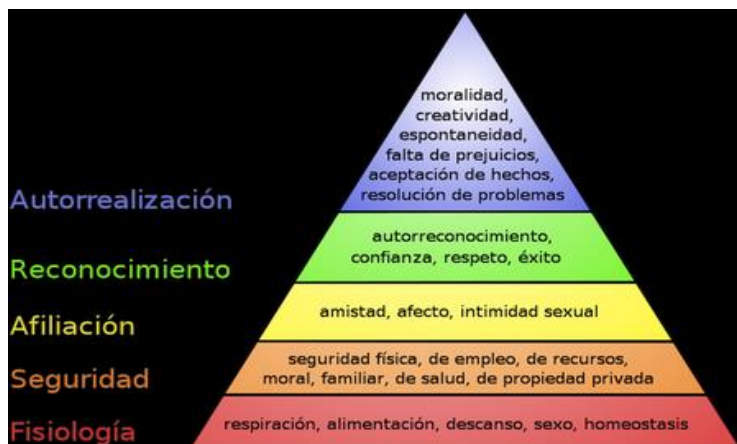 moralidad,
creatividad,
espontaneidad,
falta de prejuicios,
aceptación de hechos,
resolución de problemas
Autorrealización
autorreconocimiento,
confianza, respeto, éxito
Reconocimiento
amistad, afecto, intimidad sexual
Afiliación
seguridad física, de empleo, de recursos,
moral, familiar, de salud, de propiedad privada
Seguridad
respiración, alimentación, descanso, sexo, homeostasis
Fisiología